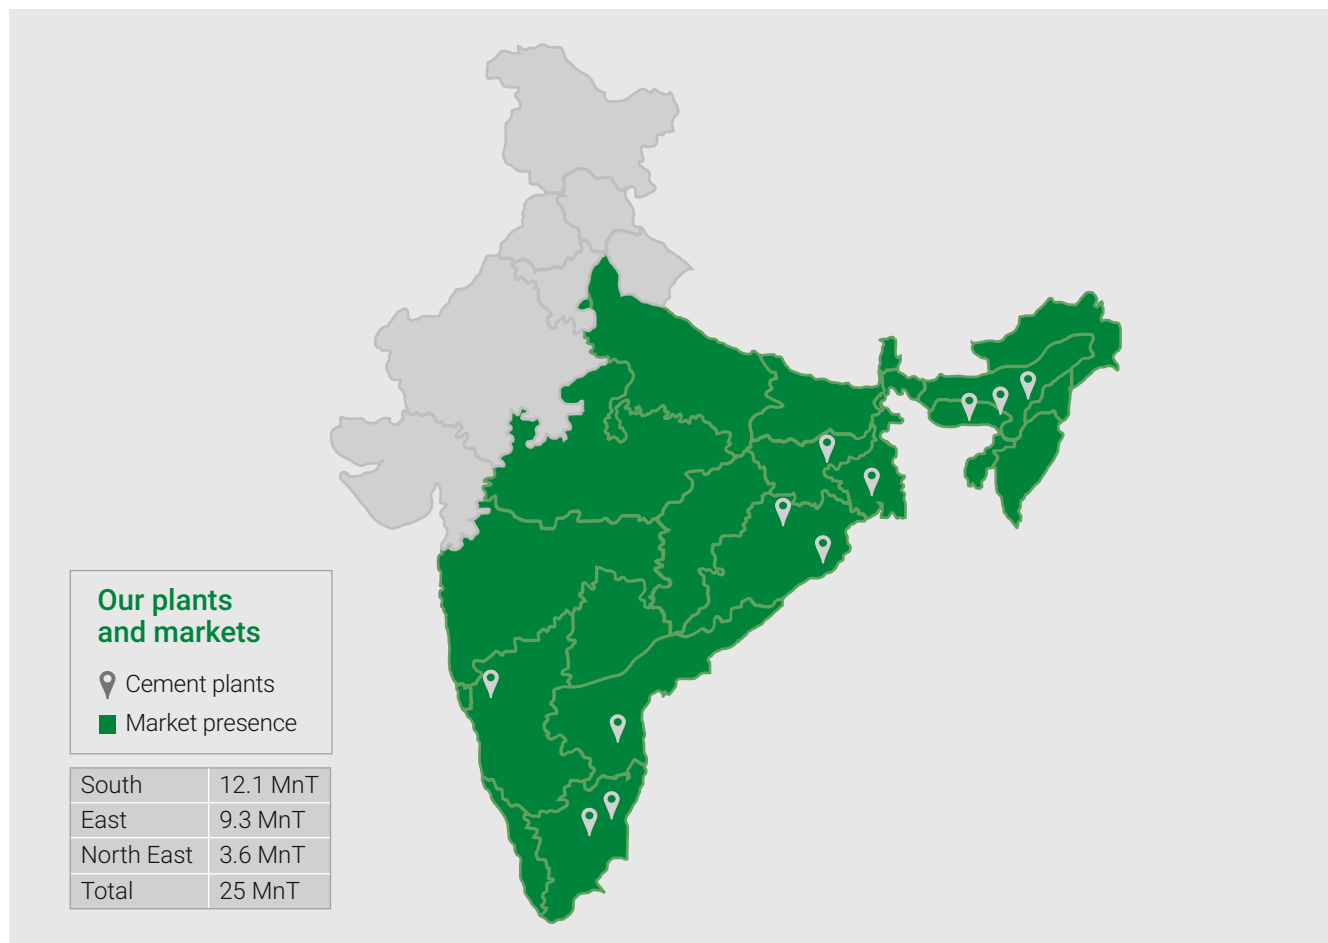 Our plants
and markets
Cement plants
Market presence
South 12.1 MnT
East 9.3 MnT
North East 3.6 MnT
Total 25 MnT